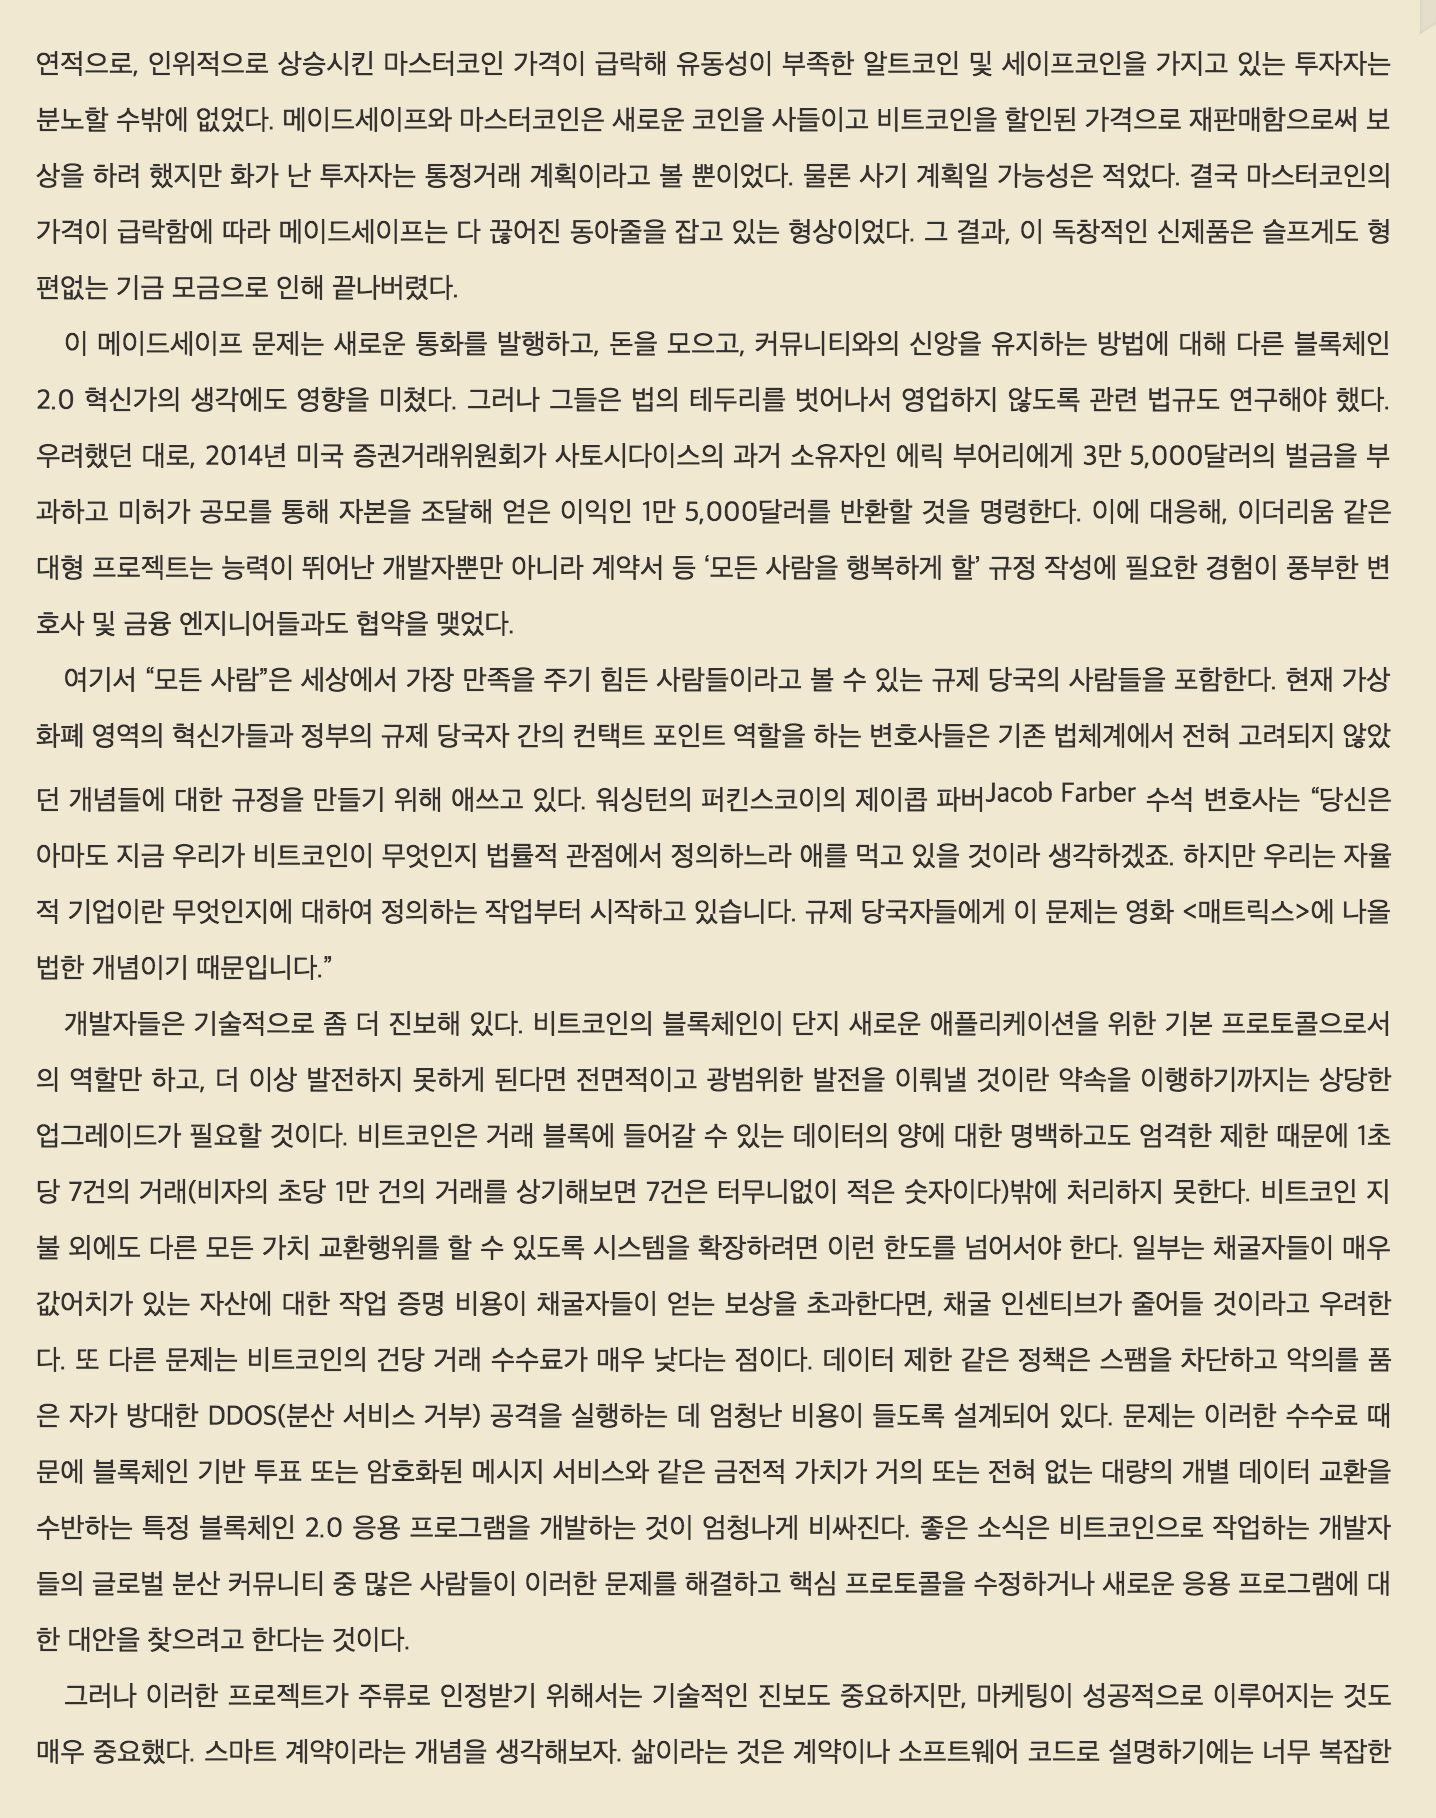 연적으로, 인위적으로 상승시킨 마스터코인 가격이 급락해 유동성이 부족한 알트코인 및 세이프코인을 가지고 있는 투자자는
분노할 수밖에 없었다. 메이드세이프와 마스터코인은 새로운 코인을 사들이고 비트코인을 할인된 가격으로 재판매함으로써 보
상을 하려 했지만 화가 난 투자자는 통정거래 계획이라고 볼 뿐이었다. 물론 사기 계획일 가능성은 적었다. 결국 마스터코인의
가격이 급락함에 따라 메이드세이프는 다 끊어진 동아줄을 잡고 있는 형상이었다. 그 결과, 이 독창적인 신제품은 슬프게도 형
편없는 기금 모금으로 인해 끝나버렸다.
이 메이드세이프 문제는 새로운 통화를 발행하고, 돈을 모으고, 커뮤니티와의 신앙을 유지하는 방법에 대해 다른 블록체인
2.0 혁신가의 생각에도 영향을 미쳤다. 그러나 그들은 법의 테두리를 벗어나서 영업하지 않도록 관련 법규도 연구해야 했다.
우려했던 대로, 2014년 미국 증권거래위원회가 사토시다이스의 과거 소유자인 에릭 부어리에게 3만 5,000달러의 벌금을 부
과하고 미허가 공모를 통해 자본을 조달해 얻은 이익인 1만 5,000달러를 반환할 것을 명령한다. 이에 대응해, 이더리움 같은
대형 프로젝트는 능력이 뛰어난 개발자뿐만 아니라 계약서 등 ‘모든 사람을 행복하게 할’ 규정 작성에 필요한 경험이 풍부한 변
호사 및 금융 엔지니어들과도 협약을 맺었다.
여기서 “모든 사람”은 세상에서 가장 만족을 주기 힘든 사람들이라고 볼 수 있는 규제 당국의 사람들을 포함한다. 현재 가상
화폐 영역의 혁신가들과 정부의 규제 당국자 간의 컨택트 포인트 역할을 하는 변호사들은 기존 법체계에서 전혀 고려되지 않았
던 개념들에 대한 규정을 만들기 위해 애쓰고 있다. 워싱턴의 퍼킨스코이의 제이콥 파버Jacob Farber 수석 변호사는 “당신은
아마도 지금 우리가 비트코인이 무엇인지 법률적 관점에서 정의하느라 애를 먹고 있을 것이라 생각하겠죠. 하지만 우리는 자율
적 기업이란 무엇인지에 대하여 정의하는 작업부터 시작하고 있습니다. 규제 당국자들에게 이 문제는 영화 <매트릭스>에 나올
법한 개념이기 때문입니다.”
개발자들은 기술적으로 좀 더 진보해 있다. 비트코인의 블록체인이 단지 새로운 애플리케이션을 위한 기본 프로토콜으로서
의 역할만 하고, 더 이상 발전하지 못하게 된다면 전면적이고 광범위한 발전을 이뤄낼 것이란 약속을 이행하기까지는 상당한
업그레이드가 필요할 것이다. 비트코인은 거래 블록에 들어갈 수 있는 데이터의 양에 대한 명백하고도 엄격한 제한 때문에 1초
당 7건의 거래(비자의 초당 1만 건의 거래를 상기해보면 7건은 터무니없이 적은 숫자이다)밖에 처리하지 못한다. 비트코인 지
불 외에도 다른 모든 가치 교환행위를 할 수 있도록 시스템을 확장하려면 이런 한도를 넘어서야 한다. 일부는 채굴자들이 매우
값어치가 있는 자산에 대한 작업 증명 비용이 채굴자들이 얻는 보상을 초과한다면, 채굴 인센티브가 줄어들 것이라고 우려한
다. 또 다른 문제는 비트코인의 건당 거래 수수료가 매우 낮다는 점이다. 데이터 제한 같은 정책은 스팸을 차단하고 악의를 품
은 자가 방대한 DDOS(분산 서비스 거부) 공격을 실행하는 데 엄청난 비용이 들도록 설계되어 있다. 문제는 이러한 수수료 때
문에 블록체인 기반 투표 또는 암호화된 메시지 서비스와 같은 금전적 가치가 거의 또는 전혀 없는 대량의 개별 데이터 교환을
수반하는 특정 블록체인 2.0 응용 프로그램을 개발하는 것이 엄청나게 비싸진다. 좋은 소식은 비트코인으로 작업하는 개발자
들의 글로벌 분산 커뮤니티 중 많은 사람들이 이러한 문제를 해결하고 핵심 프로토콜을 수정하거나 새로운 응용 프로그램에 대
한 대안을 찾으려고 한다는 것이다.
그러나 이러한 프로젝트가 주류로 인정받기 위해서는 기술적인 진보도 중요하지만, 마케팅이 성공적으로 이루어지는 것도
매우 중요했다. 스마트 계약이라는 개념을 생각해보자. 삶이라는 것은 계약이나 소프트웨어 코드로 설명하기에는 너무 복잡한